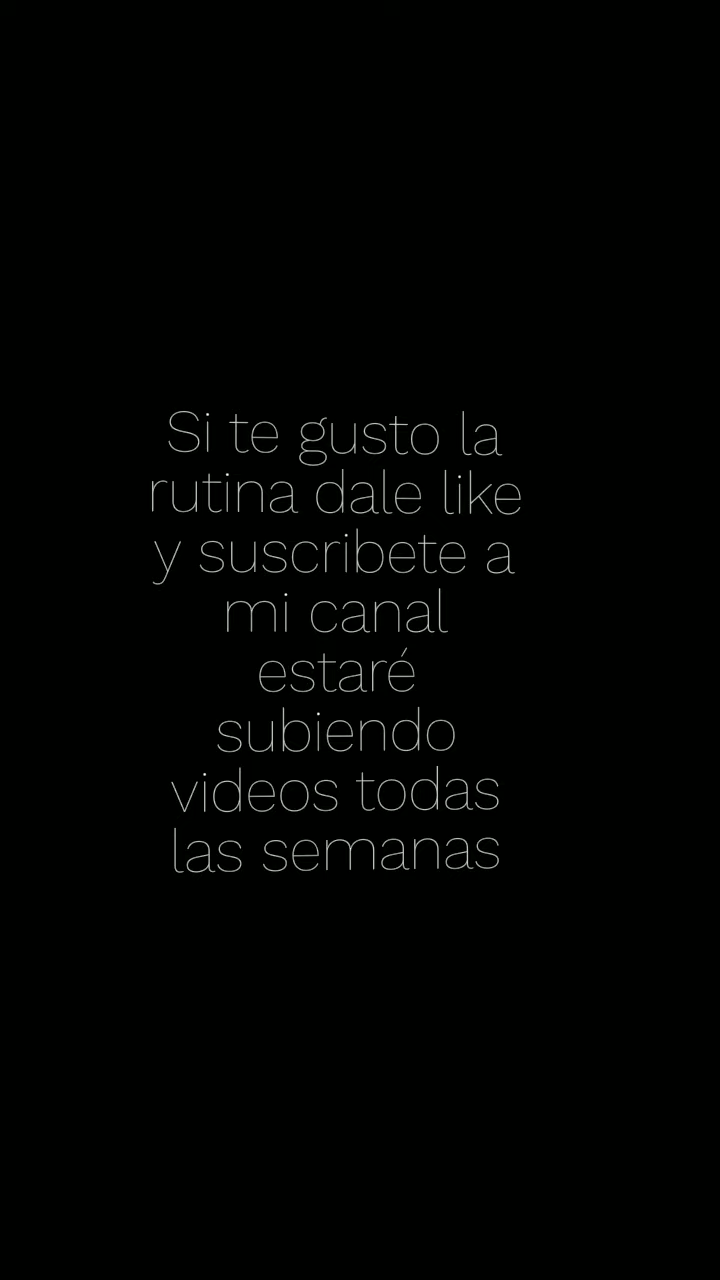 Si te gusto la
rutina dale like
y suscribete a
mi canal
estaré
subiendo
videos todas
las semanas